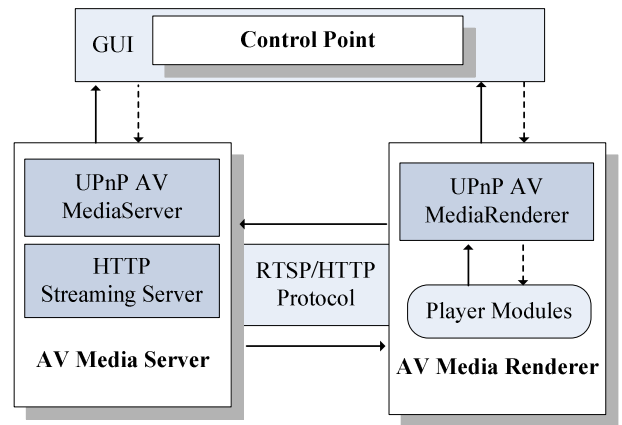 GUI
Control Point
UPnP AV
MediaServer
HTTP
Streaming Server
AV Media Server
RTSP/HTTP
Protocol
UPnP AV
MediaRenderer
Player Modules
AV Media Renderer